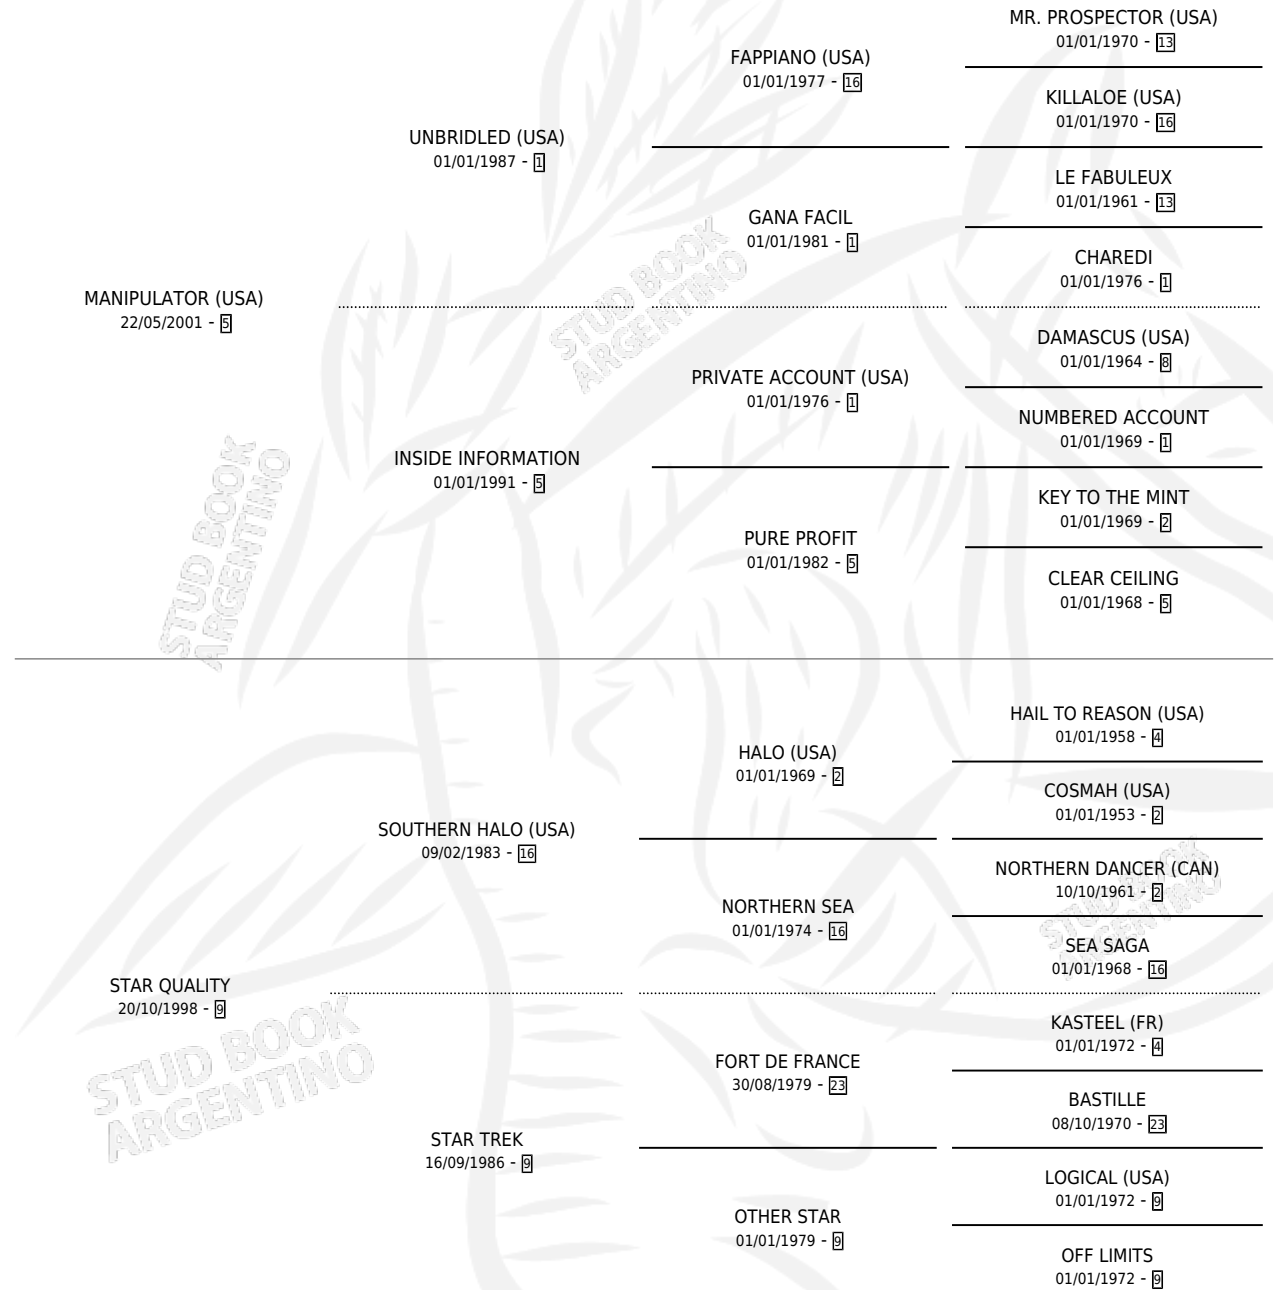 MR. PROSPECTOR (USA)
01/01/1970 - 13
FAPPIANO (USA)
01/01/1977 - 16
KILLALOE (USA)
01/01/1970 - 16
UNBRIDLED (USA)
01/01/1987 - 1
LE FABULEUX
01/01/1961 - 13
GANA FACIL
01/01/1981 - 1
CHAREDI
01/01/1976 - 1
MANIPULATOR (USA)
22/05/2001 - 5
DAMASCUS (USA)
01/01/1964 - 8
PRIVATE ACCOUNT (USA)
01/01/1976 - 1
NUMBERED ACCOUNT
01/01/1969 - 1
INSIDE INFORMATION
01/01/1991 - 5
KEY TO THE MINT
01/01/1969 - 2
PURE PROFIT
01/01/1982 - 5
CLEAR CEILING
01/01/1968 - 5
STUD BOOK
ARGENTINO
STUD BOOK
ARGENTINO
HAIL TO REASON (USA)
01/01/1958 - 4
HALO (USA)
01/01/1969 - 2
COSMAH (USA)
01/01/1953 - 2
SOUTHERN HALO (USA)
09/02/1983 - 16
NORTHERN DANCER (CAN)
10/10/1961 - 2
NORTHERN SEA
01/01/1974 - 16
SEA SAGA
01/01/1968 - 16
STAR QUALITY
20/10/1998 - 9
KASTEEL (FR)
01/01/1972 - 4
FORT DE FRANCE
30/08/1979 - 23
BASTILLE
08/10/1970 - 23
STAR TREK
16/09/1986 - 9
LOGICAL (USA)
01/01/1972 - 9
OTHER STAR
01/01/1979 - 9
OFF LIMITS
01/01/1972 - 9
STUD BOOK
ARGENTINO
STUD BOOK
ARGENTINO